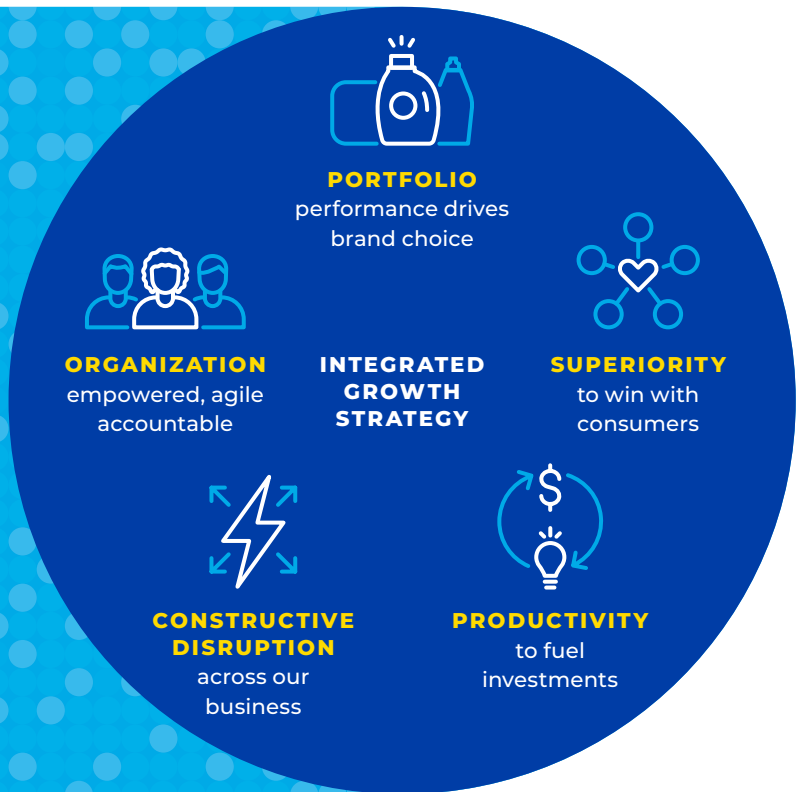 PORTFOLIO
performance drives
brand choice
ORGANIZATION
empowered, agile
accountable
INTEGRATED
GROWTH
STRATEGY
SUPERIORITY
to win with
consumers
CONSTRUCTIVE
DISRUPTION
across our
business
$
PRODUCTIVITY
to fuel
investments